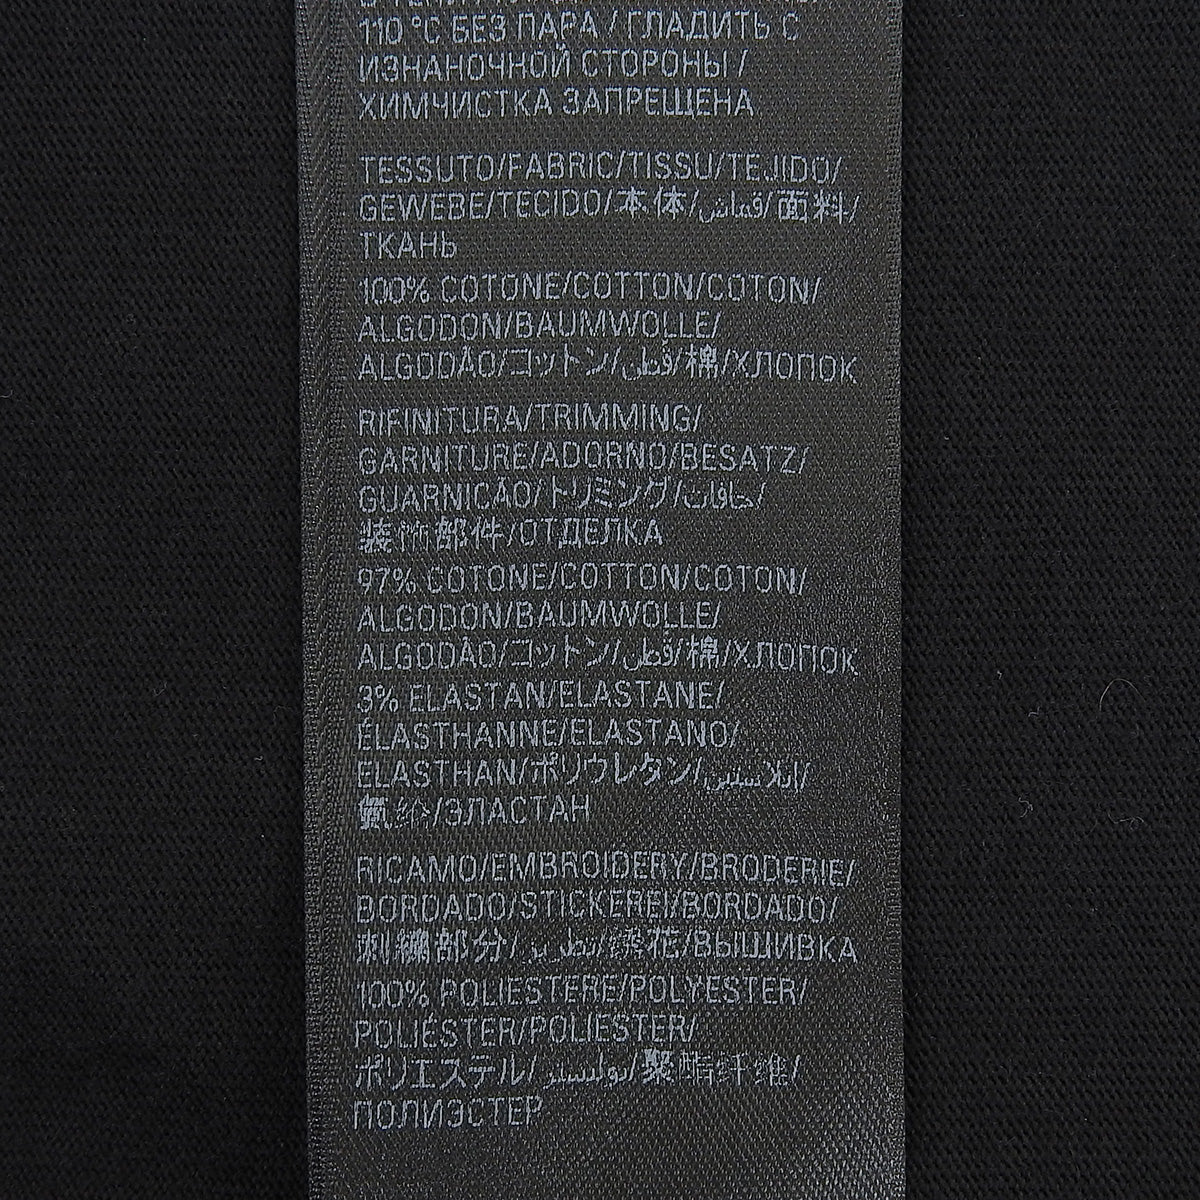 110 °C БЕЗ ПАРА / ГЛАДИТЬ С
ИЗНАНОЧНОЙ СТОРОНЫ /
ХИМЧИСТКА ЗАПРЕЩЕНА
TESSUTO/FABRIC/TISSU/TEJIDO/
GEWEBE/TECIDO/本体/قماش/面料/
ТКАНЬ
100% COTONE/COTTON/COTON/
ALGODON/BAUMWOLLE/
ALGODÃO/コットン/قطن/棉/ХЛОПОК
RIFINITURA/TRIMMING/
GARNITURE/ADORNO/BESATZ/
GUARNICÃO/トリミング/حافات/
装饰部件/ОТДЕЛКА
97% COTONE/COTTON/COTON/
ALGODON/BAUMWOLLE/
ALGODÃO/コットン/قطن/棉/ХЛОПОК
3% ELASTAN/ELASTANE/
ÉLASTHANNE/ELASTANO/
ELASTHAN/ポリウレタン/إيلاستين/
氨纶/ЭЛАСТАН
RICAMO/EMBROIDERY/BRODERIE/
BORDADO/STICKEREI/BORDADO/
刺繍部分/تطريز/绣花/ВЫШИВКА
100% POLIESTERE/POLYESTER/
POLIÉSTER/POLIESTER/
ポリエステル/بوليستر/聚酯纤维/
ПОЛИЭСТЕР